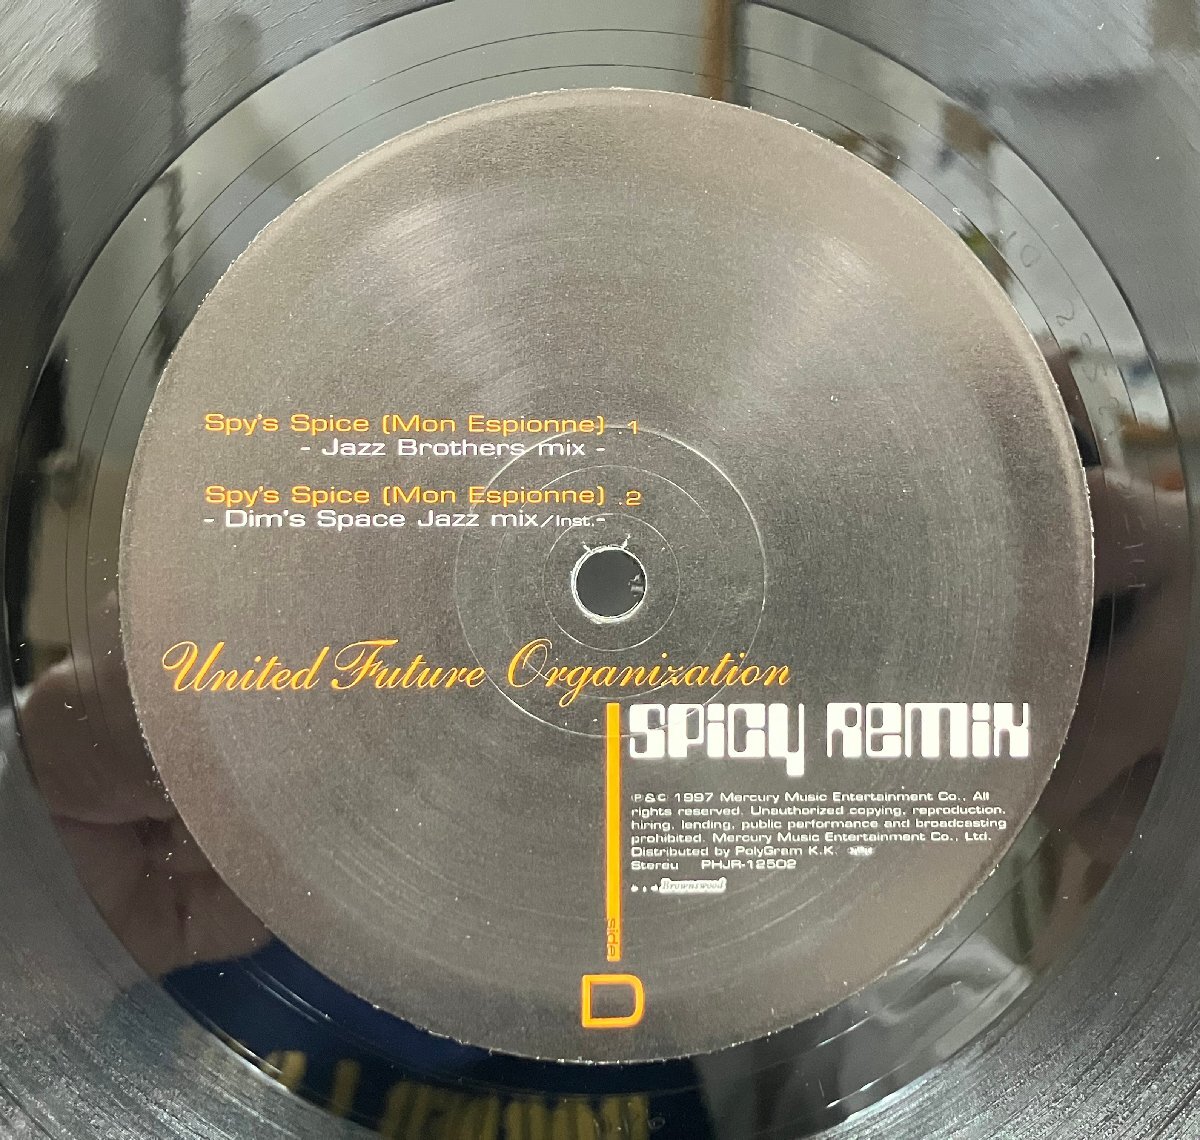 Spy's Spice (Mon Espionne) .1
- Jazz Brothers mix -
Spy's Spice (Mon Espionne) .2
- Dim's Space Jazz mix/Inst.-
United Future Organization
SPICY REMIX
℗&© 1997 Mercury Music Entertainment Co., All
rights reserved. Unauthorized copying, reproduction,
hiring, lending, public performance and broadcasting
prohibited. Mercury Music Entertainment Co., Ltd.
Distributed by PolyGram K.K.
Stereo PHJR-12502
Brownswood
side
D